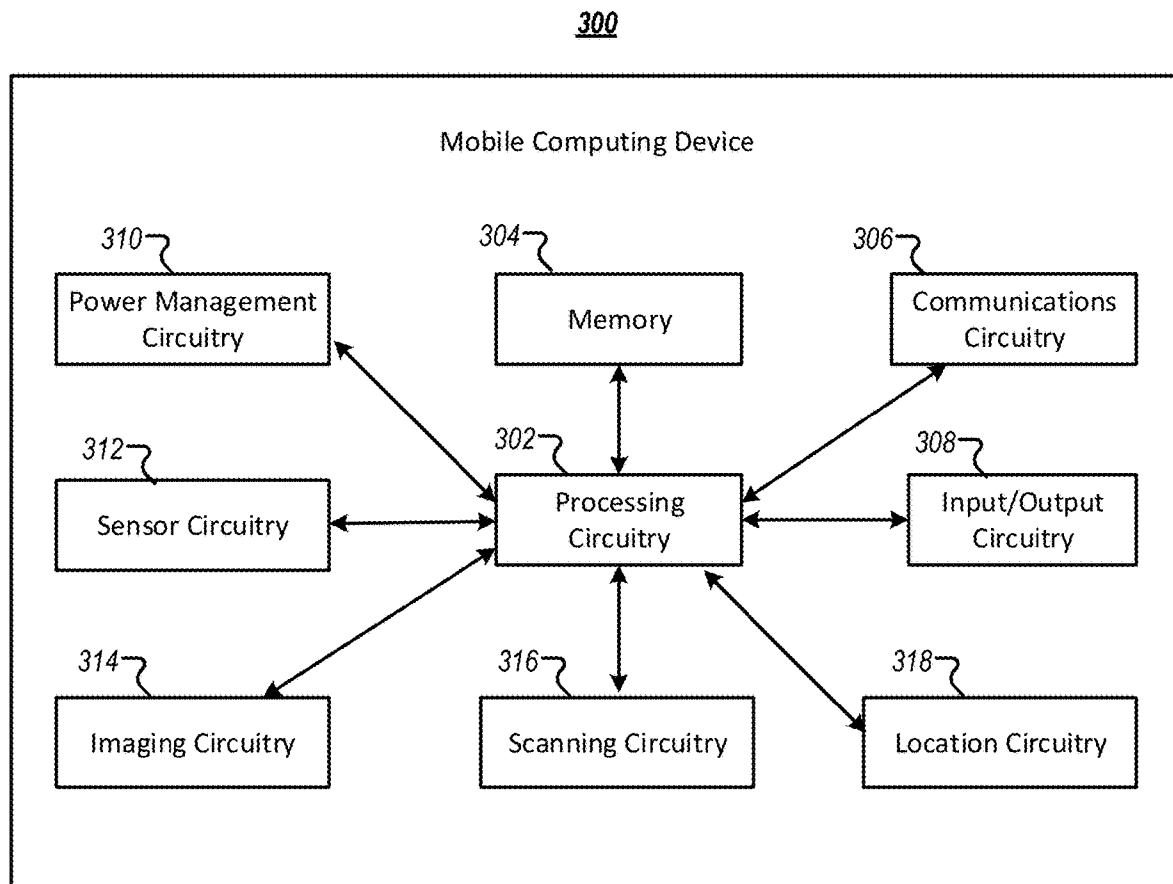 300
Mobile Computing Device
310
304
306
Power Management
Circuitry
Memory
Communications
Circuitry
312
302
308
Sensor Circuitry
Processing
Circuitry
Input/Output
Circuitry
314
316
318
Imaging Circuitry
Scanning Circuitry
Location Circuitry